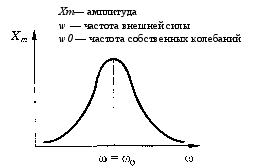 Xm — амплитуда
w — частота внешней силы
w 0 — частота собственных колебаний
Xm
ω = ω0
ω